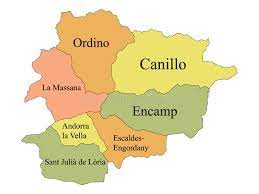 Ordino
Canillo
La Massana
Encamp
Andorra
la Vella
Escaldes-
Engordany
Sant Julià de Lòria